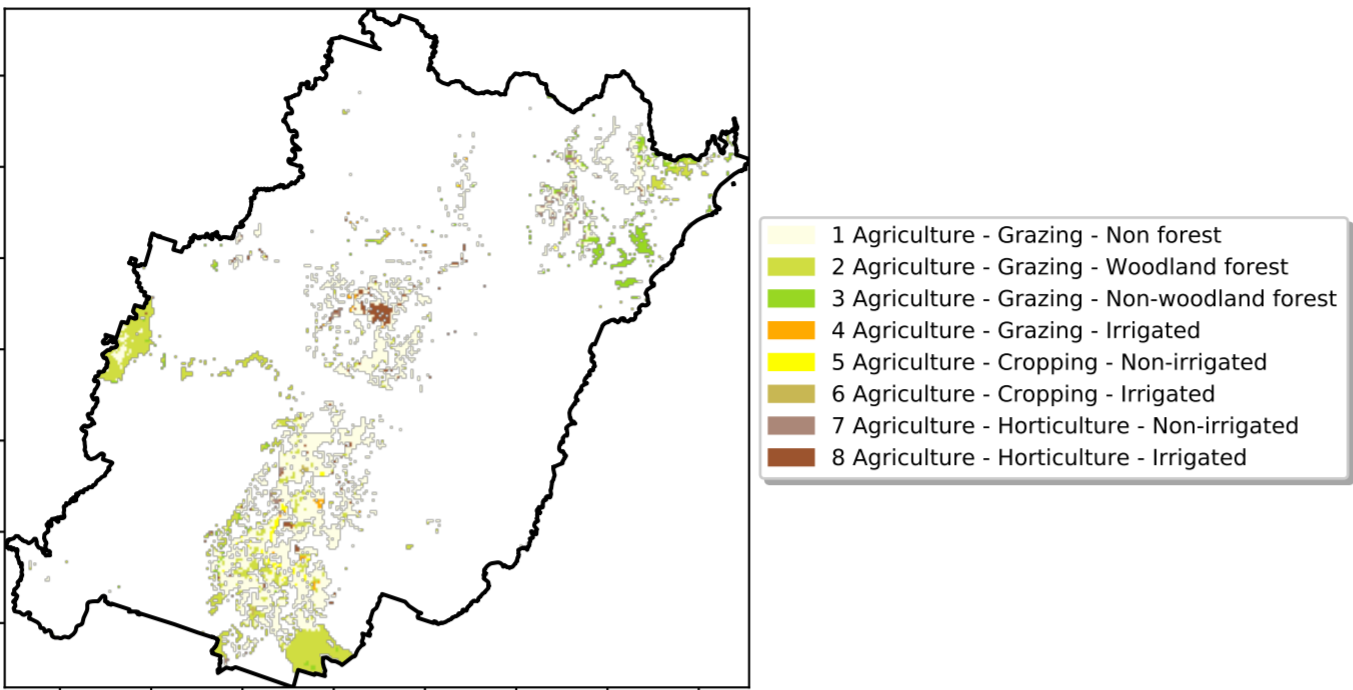 1 Agriculture - Grazing - Non forest
2 Agriculture - Grazing - Woodland forest
3 Agriculture - Grazing - Non-woodland forest
4 Agriculture - Grazing - Irrigated
5 Agriculture - Cropping - Non-irrigated
6 Agriculture - Cropping - Irrigated
7 Agriculture - Horticulture - Non-irrigated
8 Agriculture - Horticulture - Irrigated